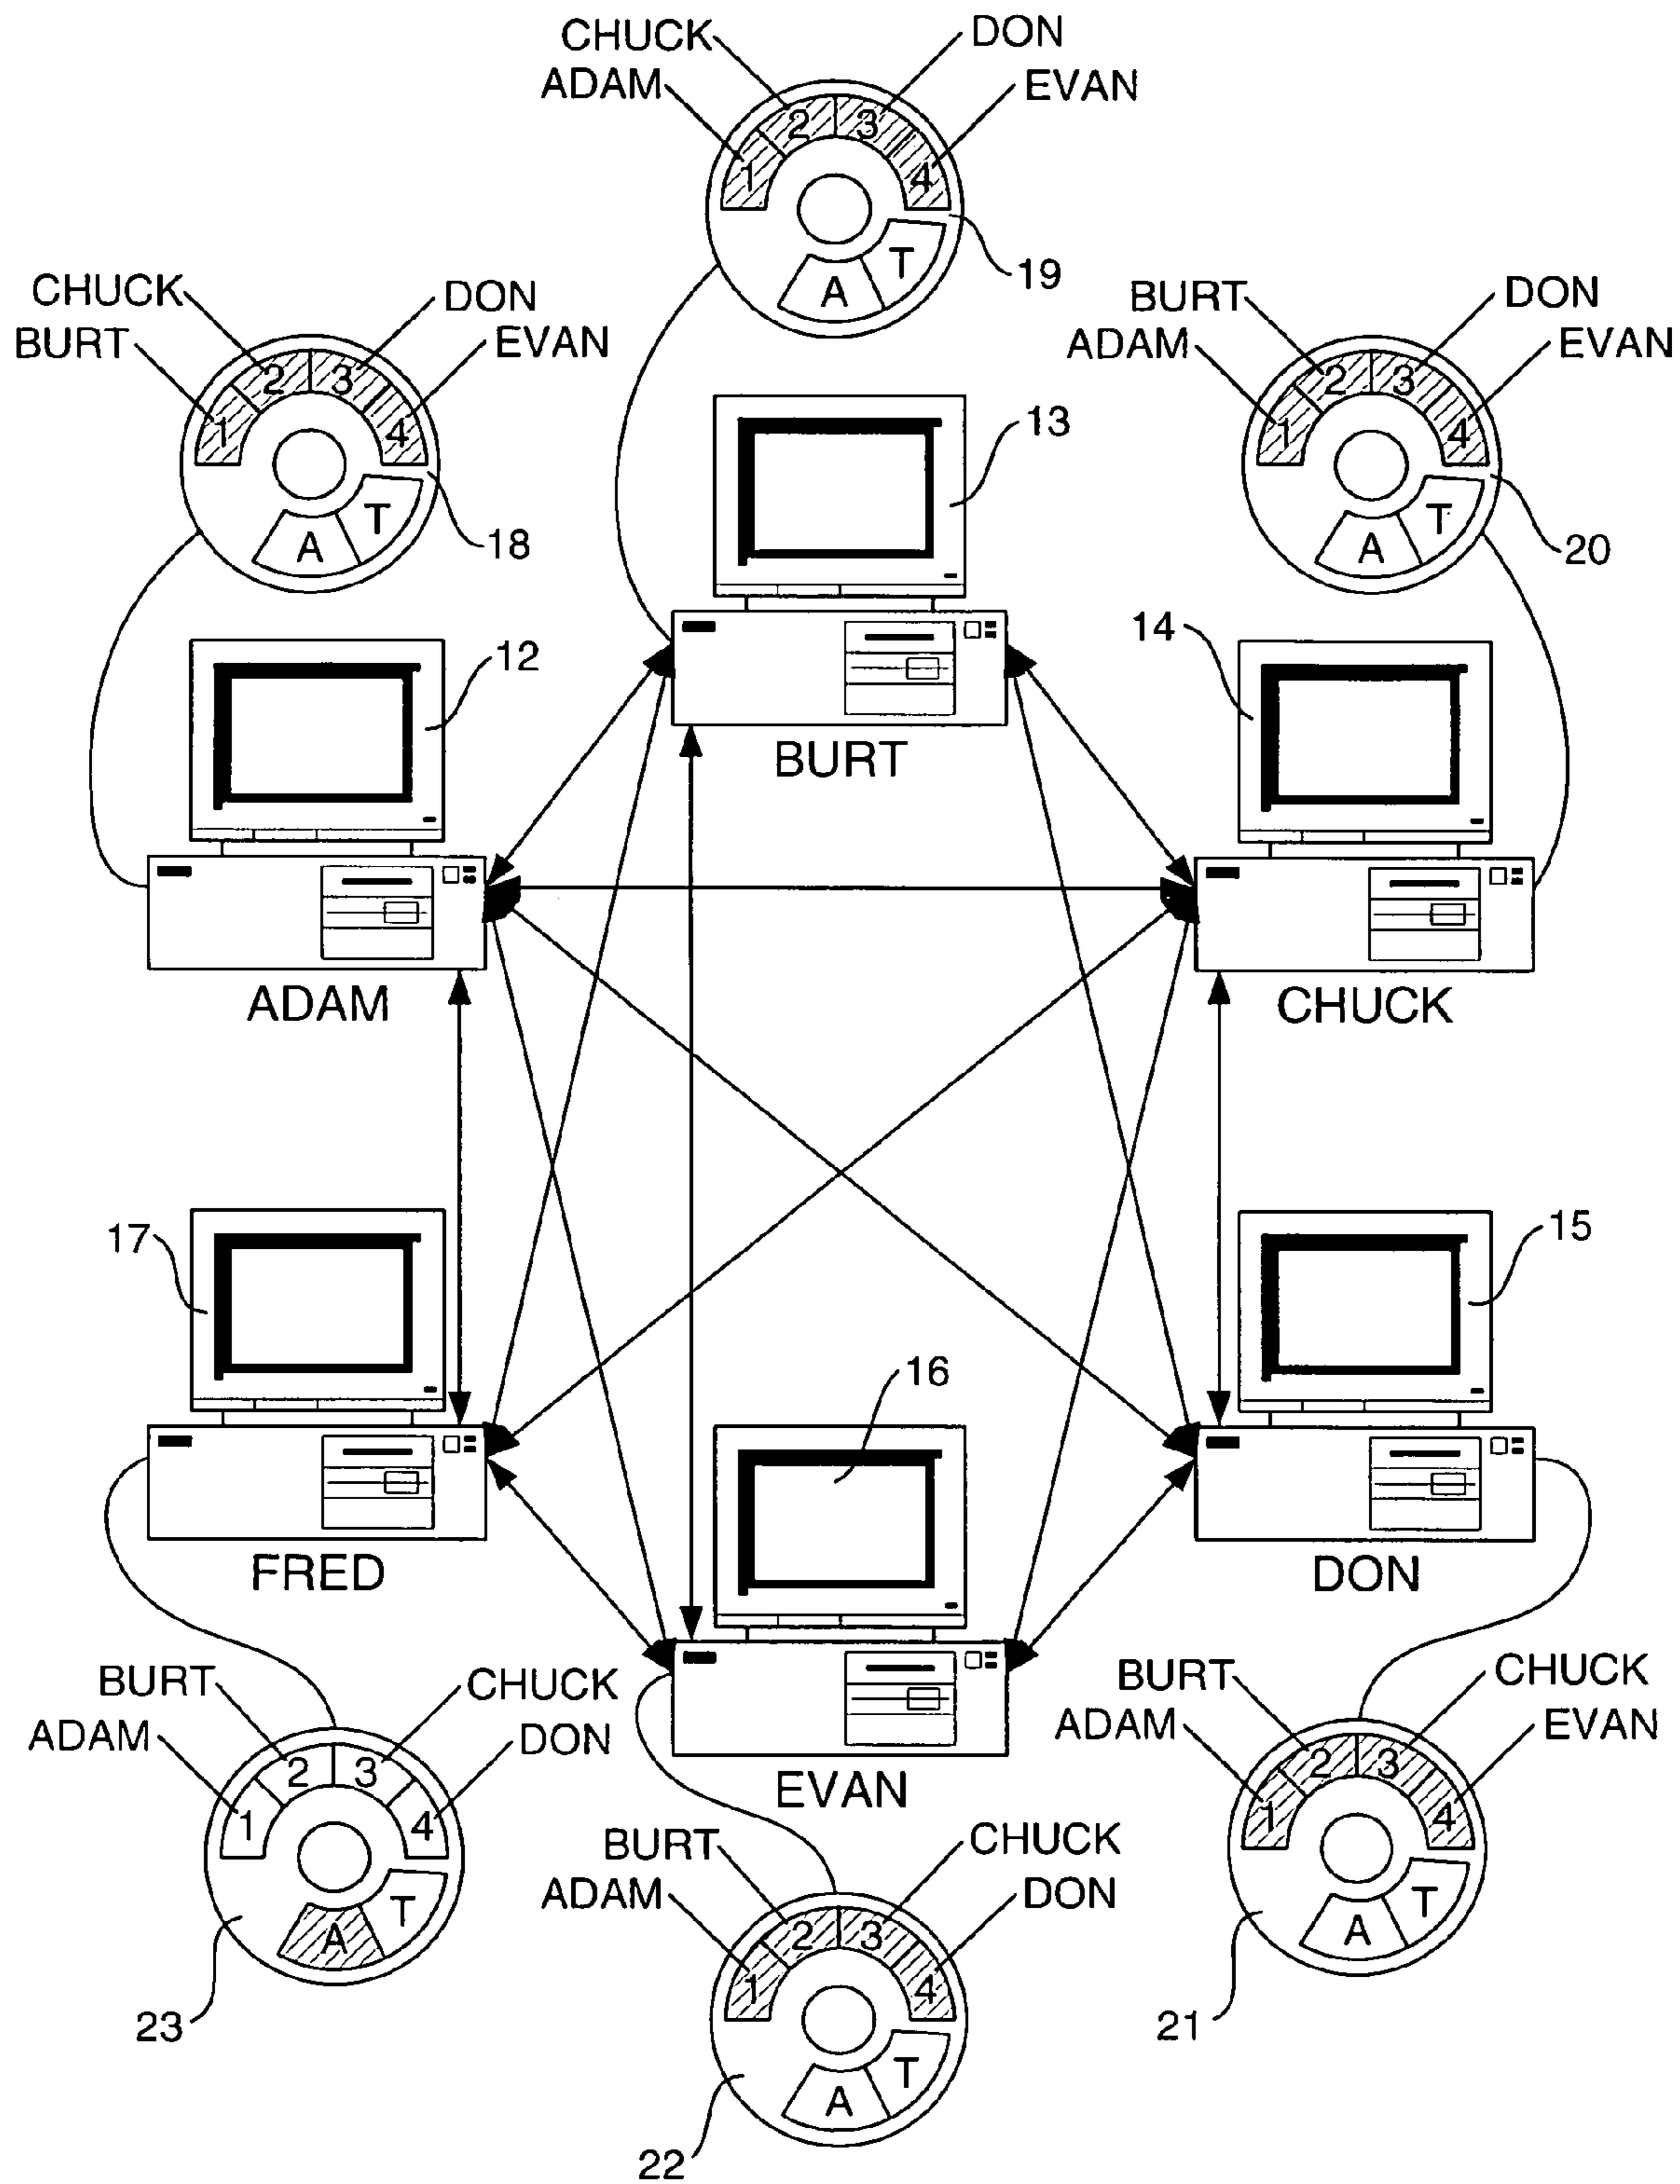 CHUCK
DON
ADAM
EVAN
2 3
1 4
A T
19
CHUCK
DON
BURT
EVAN
2 3
1 4
A T
18
BURT
DON
ADAM
EVAN
2 3
1 4
A T
20
13
BURT
12
ADAM
14
CHUCK
17
FRED
16
EVAN
15
DON
BURT
CHUCK
ADAM
DON
2 3
1 4
A T
23
BURT
CHUCK
ADAM
DON
2 3
1 4
A T
22
BURT
CHUCK
ADAM
EVAN
2 3
1 4
A T
21